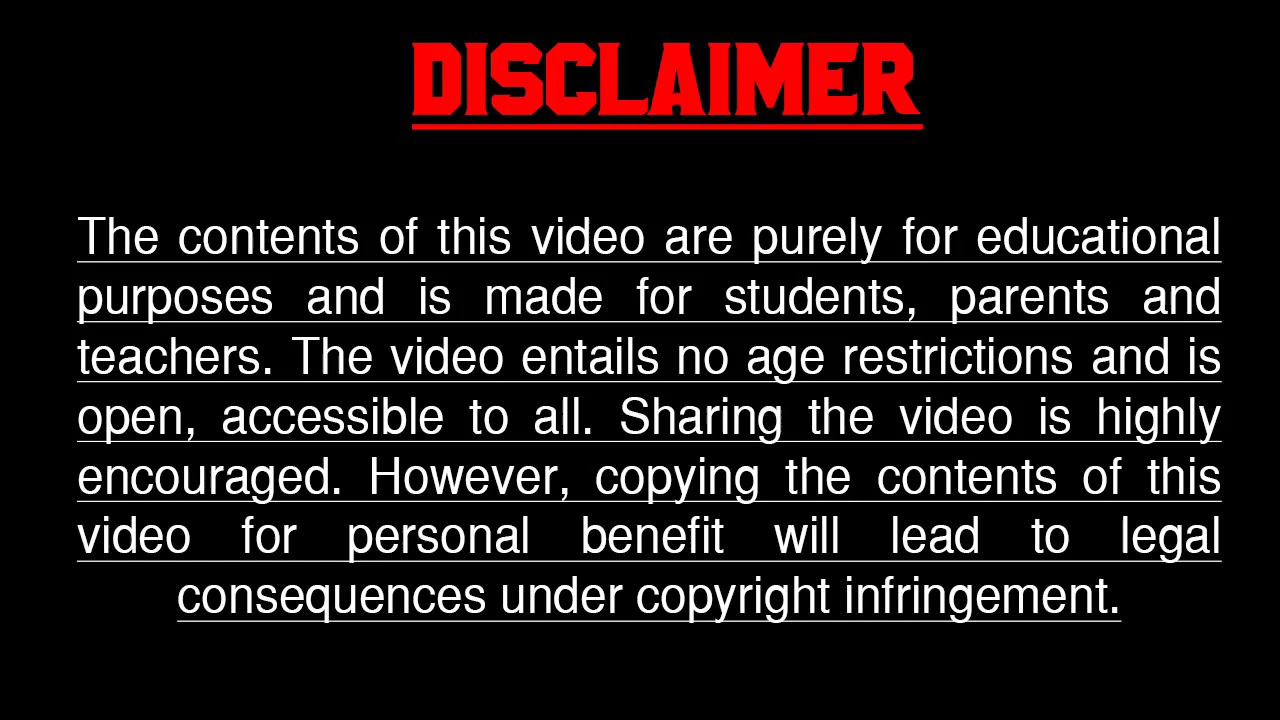 DISCLAIMER
The contents of this video are purely for educational
purposes and is made for students, parents and
teachers. The video entails no age restrictions and is
open, accessible to all. Sharing the video is highly
encouraged. However, copying the contents of this
video for personal benefit will lead to legal
consequences under copyright infringement.